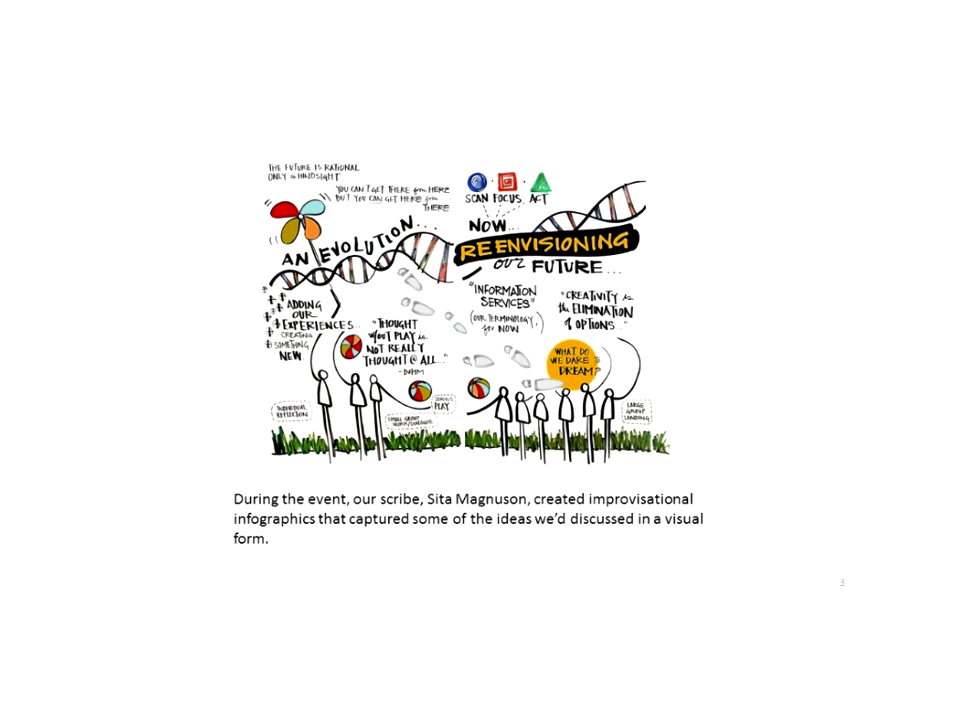 THE FUTURE IS RATIONAL
ONLY in HINDSIGHT
YOU CAN'T GET THERE from HERE
BUT YOU CAN GET HERE from
THERE
AN EVOLUTION...
ADDING
OUR
EXPERIENCES...
CREATING
SOMETHING
NEW
"THOUGHT
w/out PLAY is
NOT REALLY
THOUGHT @ ALL..."
- BOHM
INDIVIDUAL
REFLECTION
SMALL GROUP
WORK/DIALOGUE
PLAY
SCAN FOCUS ACT
NOW...
REENVISIONING
our FUTURE...
"INFORMATION
SERVICES"
(OUR TERMINOLOGY,
for NOW)
"CREATIVITY is
the ELIMINATION
of OPTIONS..."
WHAT DO
WE DARE to
DREAM?
LARGE
GROUP
During the event, our scribe, Sita Magnuson, created improvisational
infographics that captured some of the ideas we'd discussed in a visual
form.
3